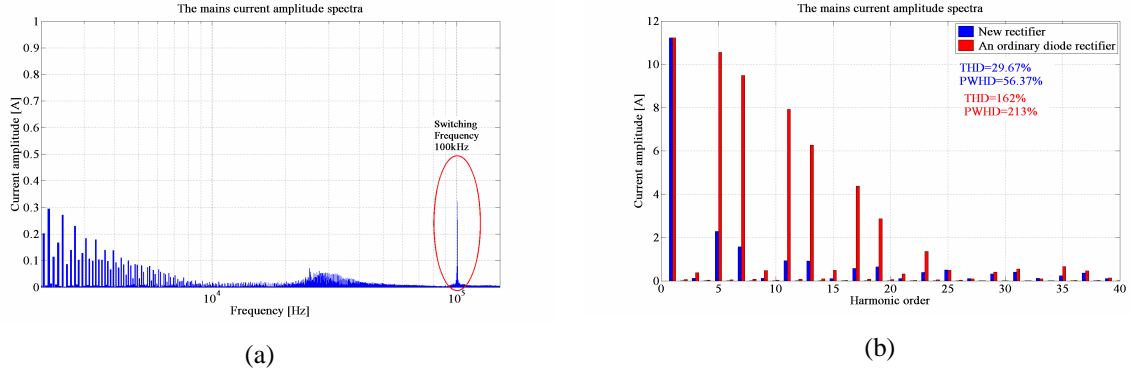 The mains current amplitude spectra
1
0.9
0.8
0.7
0.6
0.5
0.4
0.3
0.2
0.1
0
Current amplitude [A]
Switching
Frequency
100kHz
10^4
10^5
Frequency [Hz]
(a)
The mains current amplitude spectra
12
10
8
6
4
2
0
Current amplitude [A]
New rectifier
An ordinary diode rectifier
THD=29.67%
PWHD=56.37%
THD=162%
PWHD=213%
0 5 10 15 20 25 30 35 40
Harmonic order
(b)